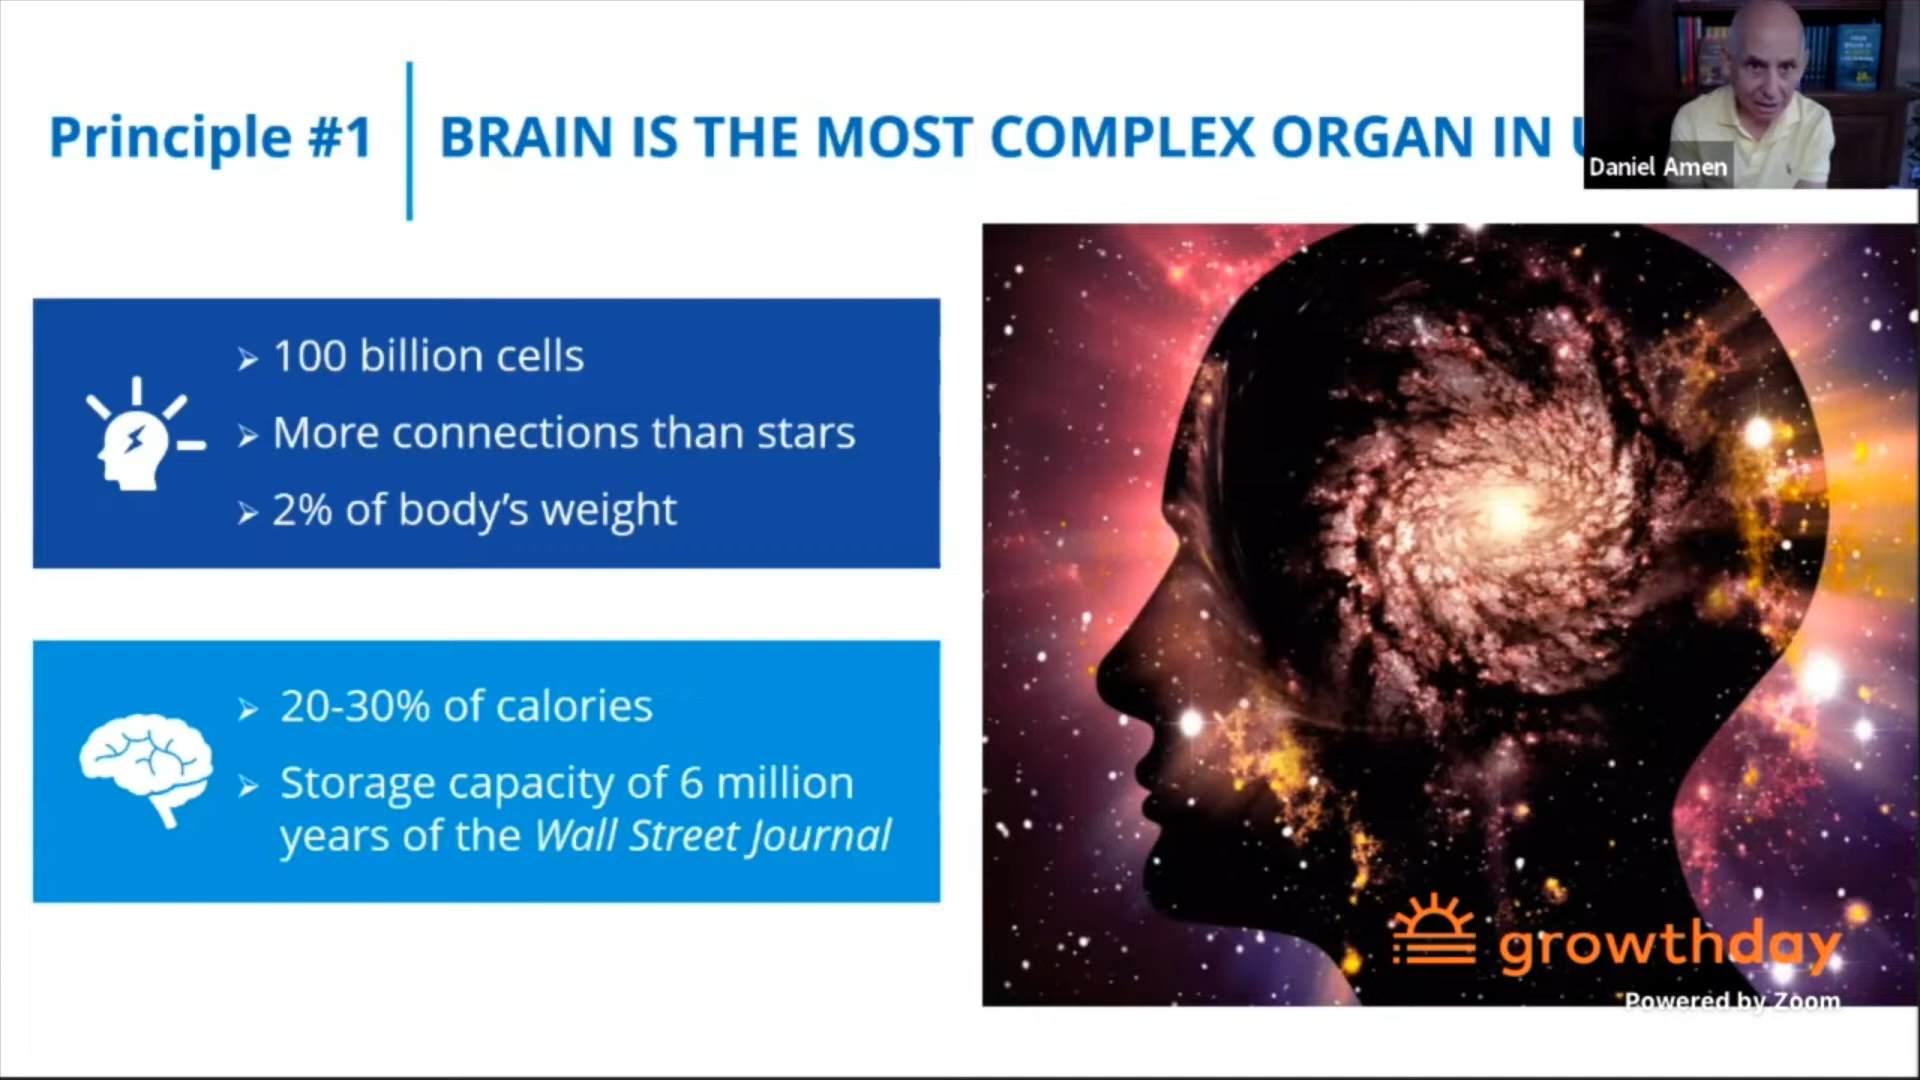 Principle #1
BRAIN IS THE MOST COMPLEX ORGAN IN
Daniel Amen
➢ 100 billion cells
➢ More connections than stars
➢ 2% of body’s weight
➢ 20-30% of calories
➢ Storage capacity of 6 million
years of the Wall Street Journal
growthday
Powered by Zoom